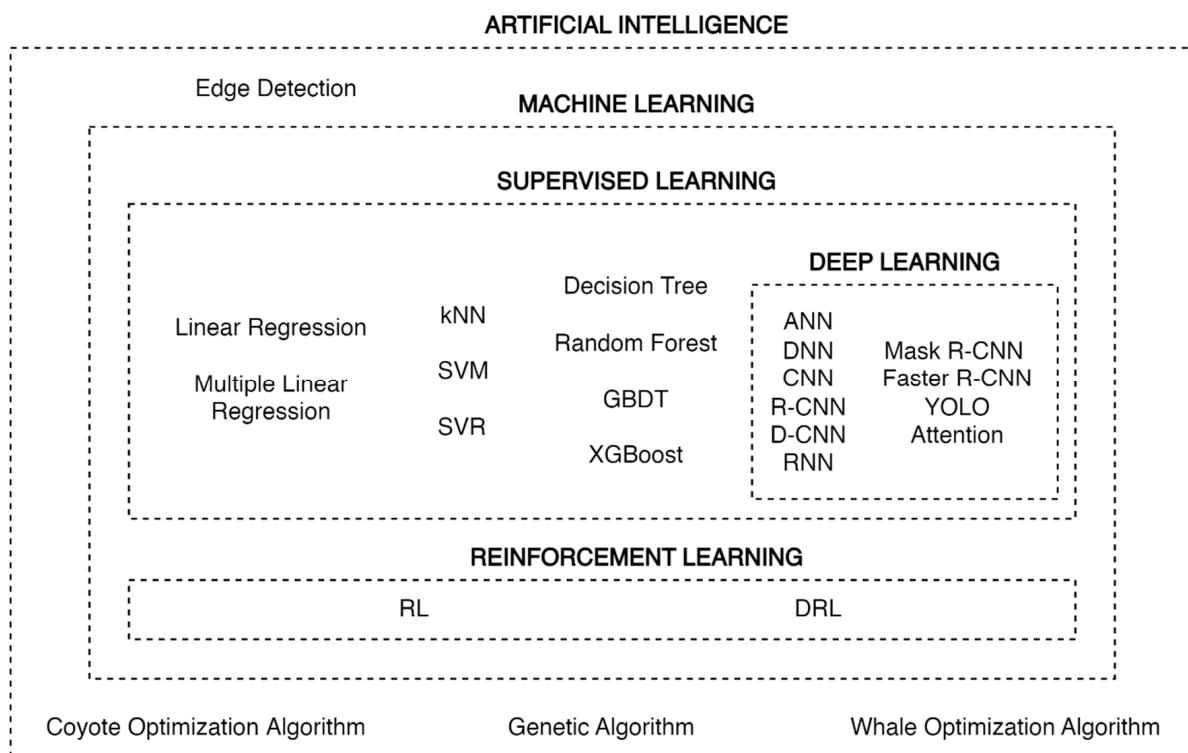 ARTIFICIAL INTELLIGENCE
Edge Detection
MACHINE LEARNING
SUPERVISED LEARNING
Linear Regression
Multiple Linear
Regression
kNN
SVM
SVR
Decision Tree
Random Forest
GBDT
XGBoost
DEEP LEARNING
ANN
DNN
CNN
R-CNN
D-CNN
RNN
Mask R-CNN
Faster R-CNN
YOLO
Attention
REINFORCEMENT LEARNING
RL
DRL
Coyote Optimization Algorithm
Genetic Algorithm
Whale Optimization Algorithm